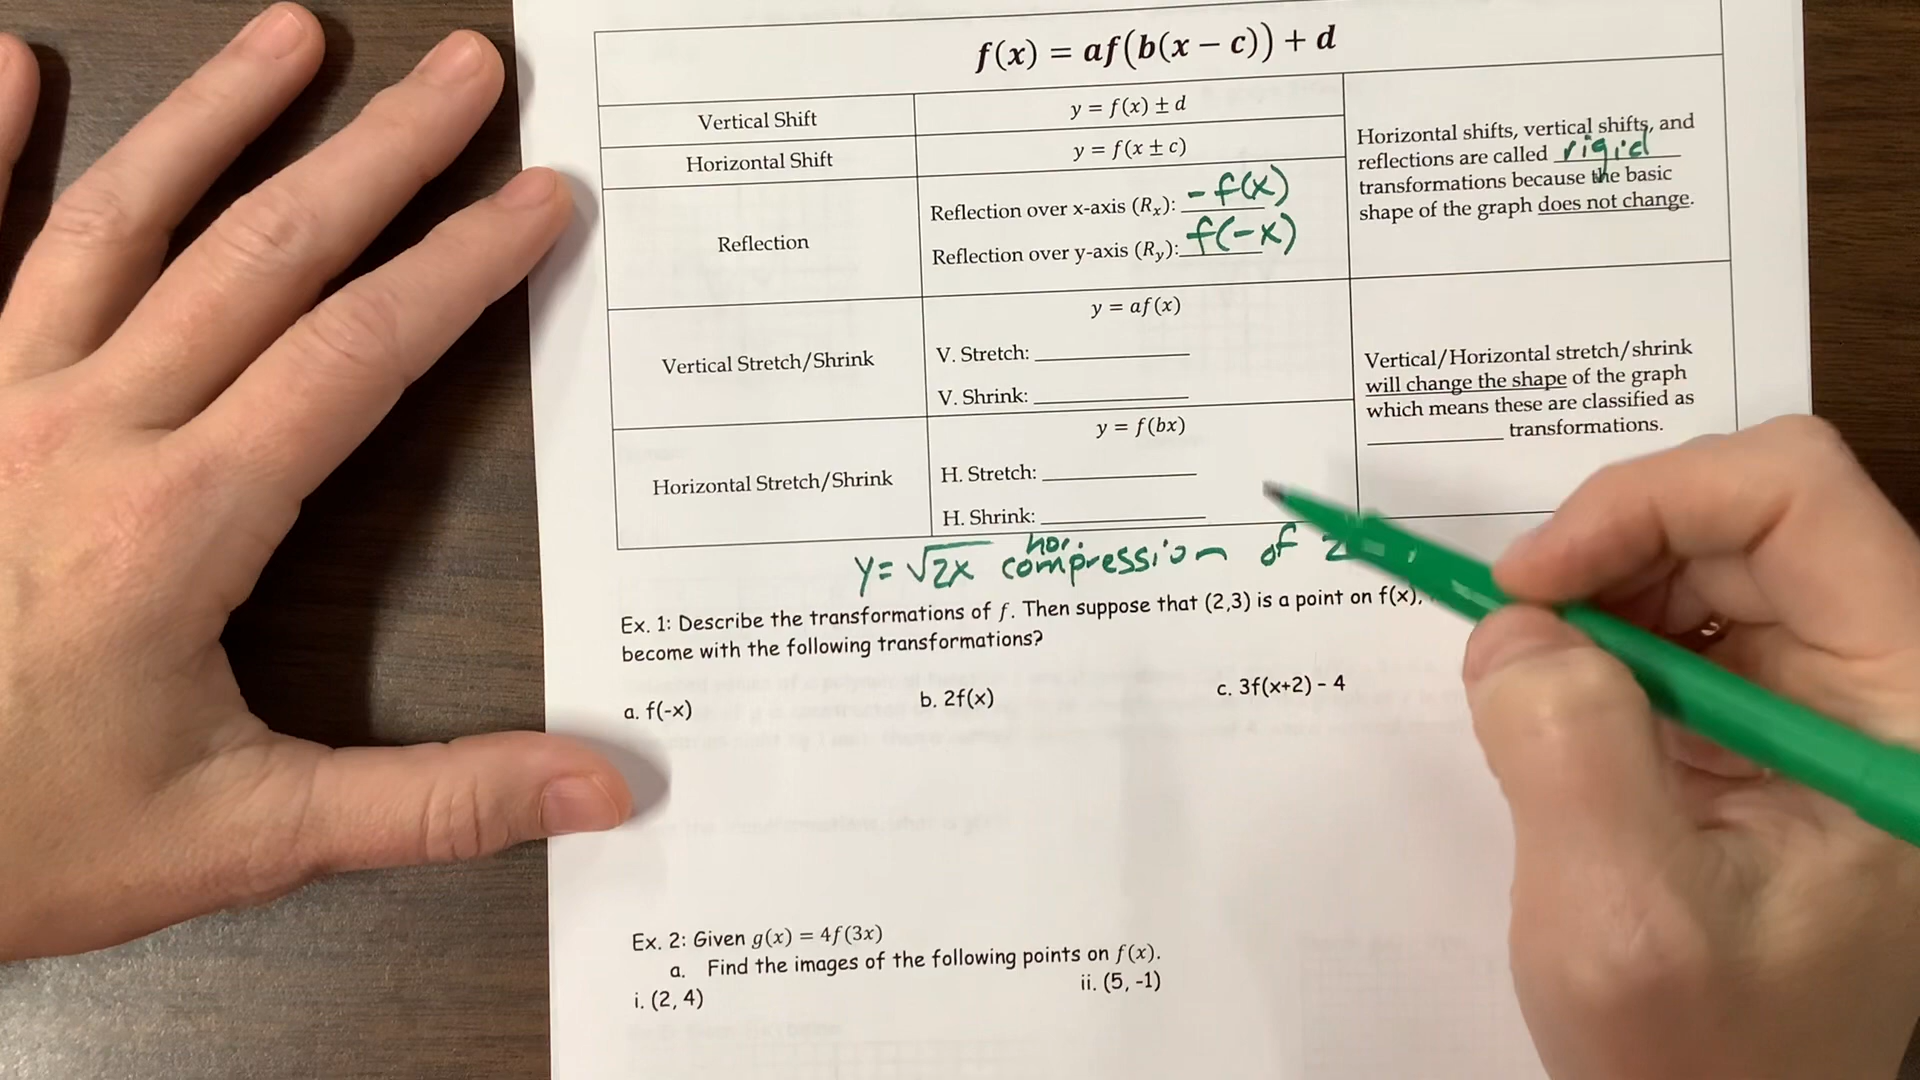 f(x) = af(b(x − c)) + d
Vertical Shift
y = f(x) ± d
Horizontal Shift
y = f(x ± c)
Reflection
Reflection over x-axis (Rx): -f(x)
Reflection over y-axis (Ry): f(-x)
Horizontal shifts, vertical shifts, and
reflections are called rigid
transformations because the basic
shape of the graph does not change.
Vertical Stretch/Shrink
y = af(x)
V. Stretch: ____________
V. Shrink: ____________
Horizontal Stretch/Shrink
y = f(bx)
H. Stretch: ____________
H. Shrink: ____________
Vertical/Horizontal stretch/shrink
will change the shape of the graph
which means these are classified as
____________ transformations.
y = √2x hor. compression of
Ex. 1: Describe the transformations of f. Then suppose that (2,3) is a point on f(x),
become with the following transformations?
a. f(-x)
b. 2f(x)
c. 3f(x+2) – 4
Ex. 2: Given g(x) = 4f(3x)
a. Find the images of the following points on f(x).
i. (2, 4)
ii. (5, -1)